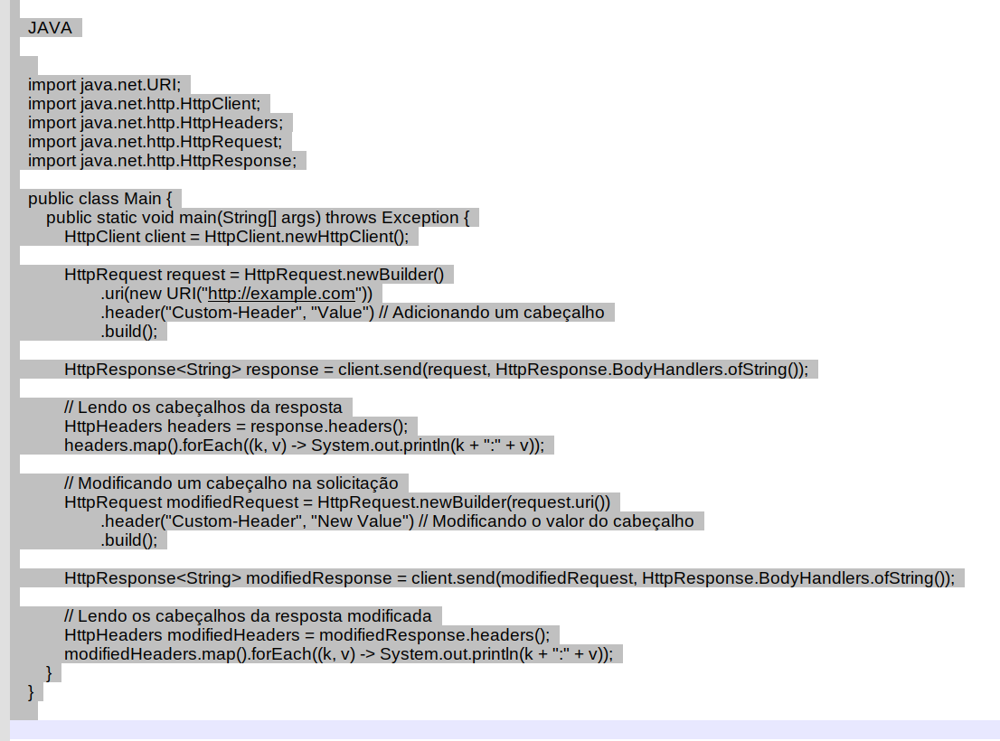 JAVA
import java.net.URI;
import java.net.http.HttpClient;
import java.net.http.HttpHeaders;
import java.net.http.HttpRequest;
import java.net.http.HttpResponse;
public class Main {
public static void main(String[] args) throws Exception {
HttpClient client = HttpClient.newHttpClient();
HttpRequest request = HttpRequest.newBuilder()
.uri(new URI("http://example.com"))
.header("Custom-Header", "Value") // Adicionando um cabeçalho
.build();
HttpResponse<String> response = client.send(request, HttpResponse.BodyHandlers.ofString());
// Lendo os cabeçalhos da resposta
HttpHeaders headers = response.headers();
headers.map().forEach((k, v) -> System.out.println(k + ":" + v));
// Modificando um cabeçalho na solicitação
HttpRequest modifiedRequest = HttpRequest.newBuilder(request.uri())
.header("Custom-Header", "New Value") // Modificando o valor do cabeçalho
.build();
HttpResponse<String> modifiedResponse = client.send(modifiedRequest, HttpResponse.BodyHandlers.ofString());
// Lendo os cabeçalhos da resposta modificada
HttpHeaders modifiedHeaders = modifiedResponse.headers();
modifiedHeaders.map().forEach((k, v) -> System.out.println(k + ":" + v));
}
}